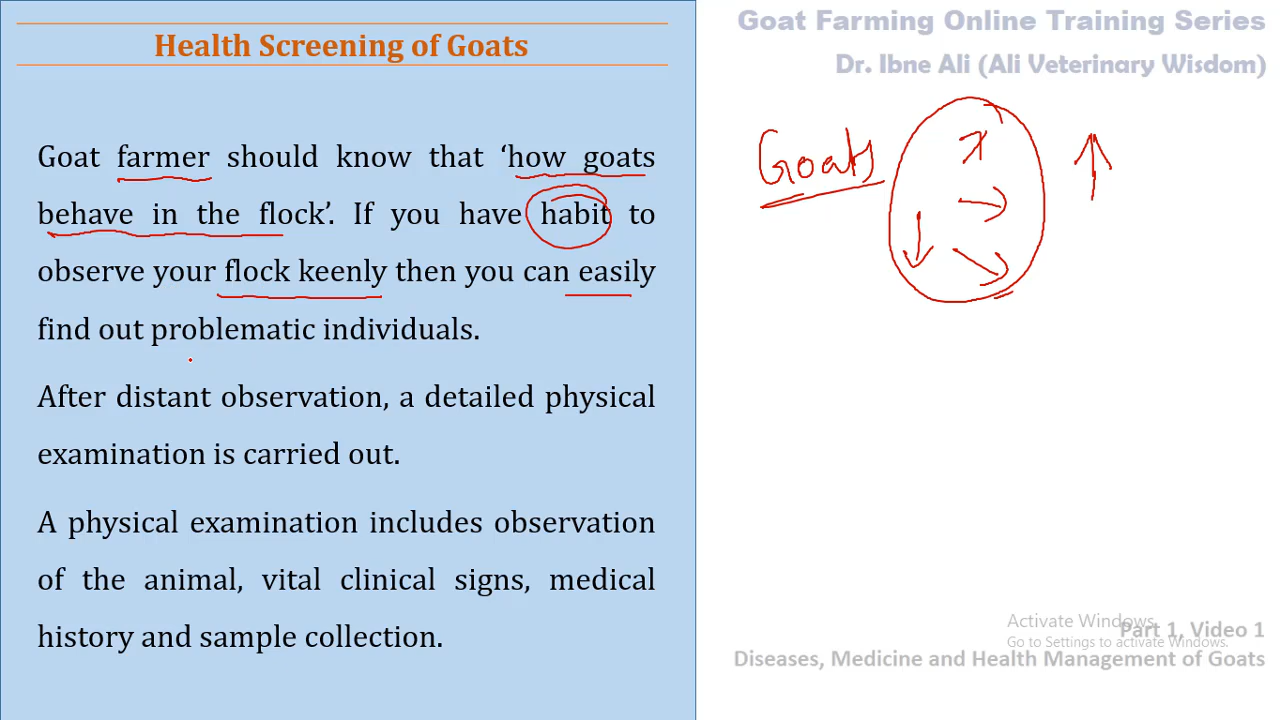 Health Screening of Goats
Goat farmer should know that ‘how goats
behave in the flock’. If you have habit to
observe your flock keenly then you can easily
find out problematic individuals.
After distant observation, a detailed physical
examination is carried out.
A physical examination includes observation
of the animal, vital clinical signs, medical
history and sample collection.
Goat Farming Online Training Series
Dr. Ibne Ali (Ali Veterinary Wisdom)
Goats
Activate Windows
Part 1, Video 1
Go to Settings to activate Windows.
Diseases, Medicine and Health Management of Goats